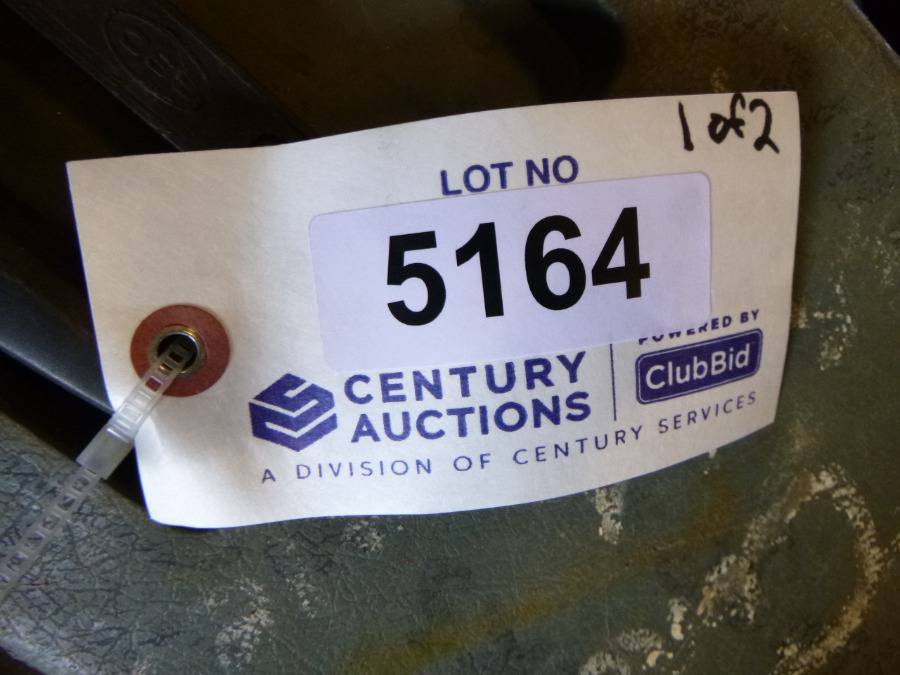 1 of 2
LOT NO
5164
POWERED BY
ClubBid
CENTURY
AUCTIONS
A DIVISION OF CENTURY SERVICES